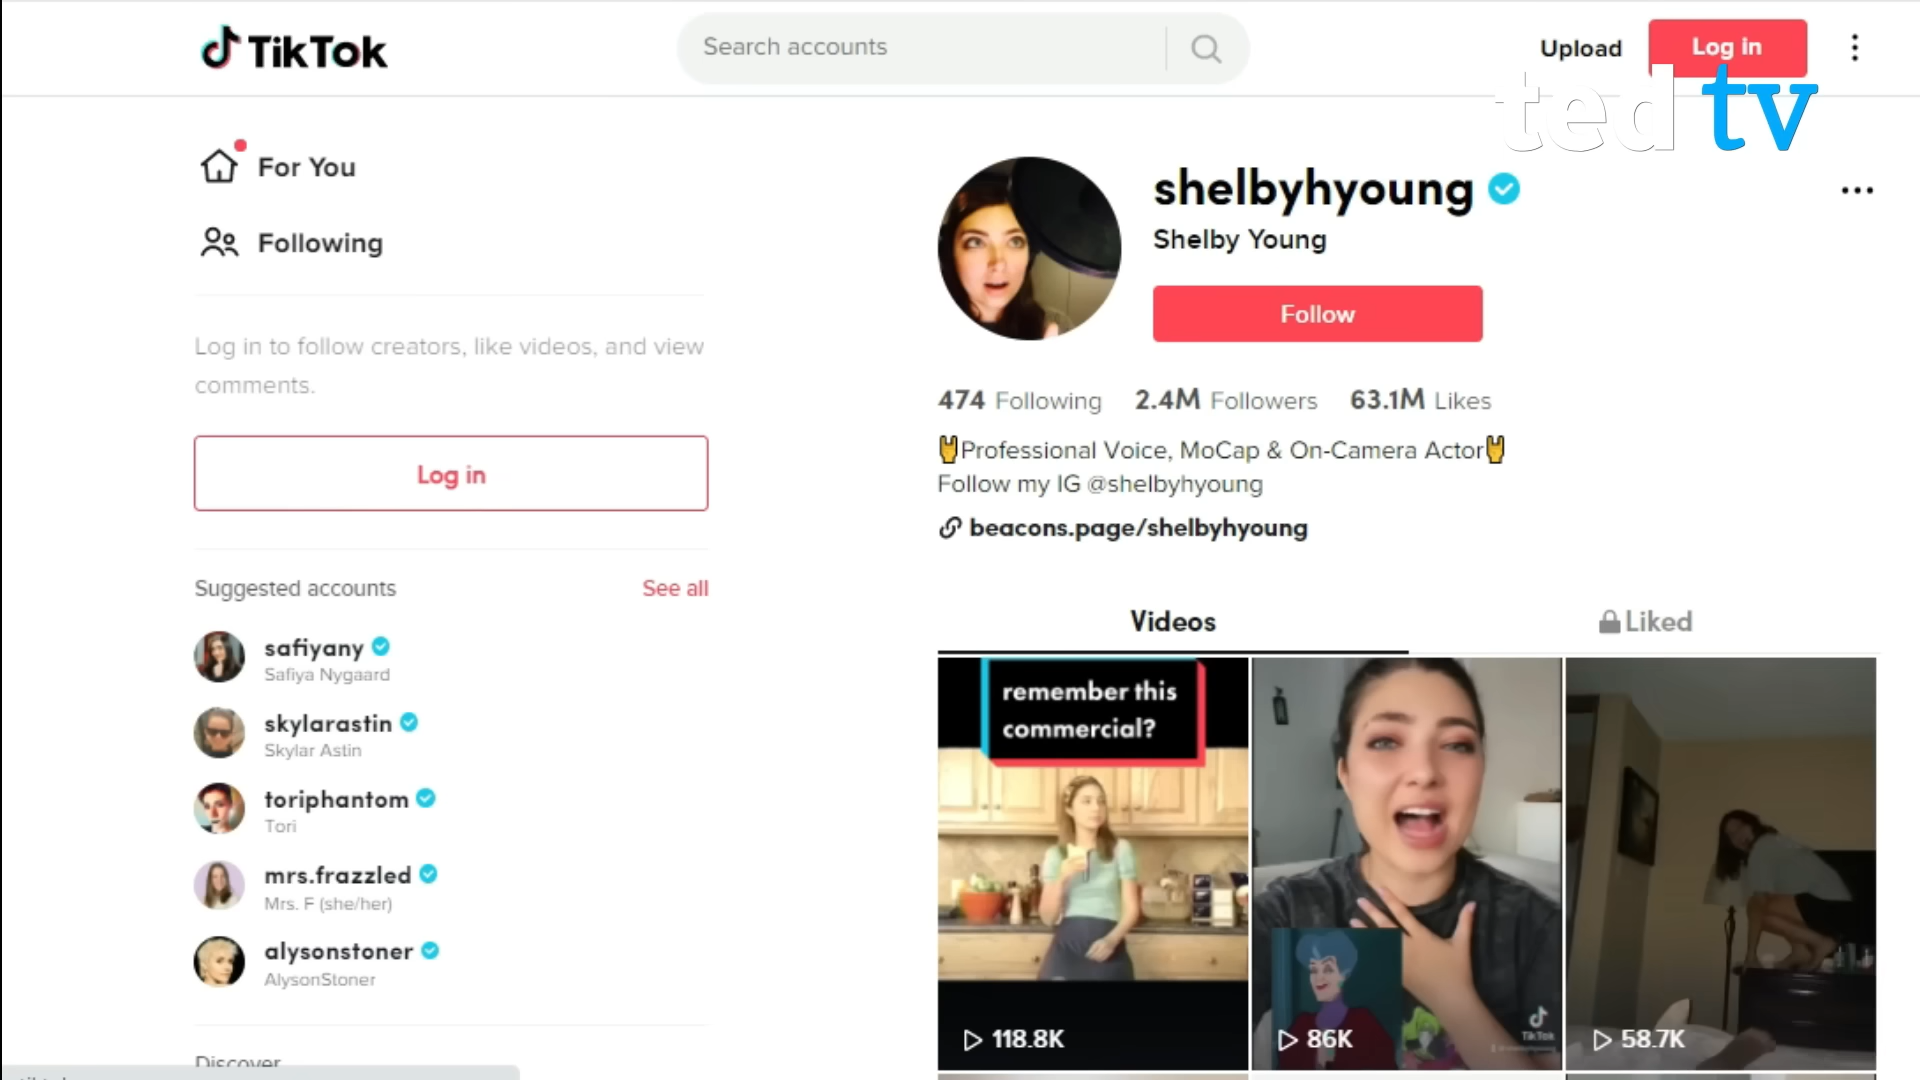 TikTok
Search accounts
Upload
Log in
ted tv
For You
Following
Log in to follow creators, like videos, and view
comments.
Log in
Suggested accounts
See all
safiyany
Safiya Nygaard
skylarastin
Skylar Astin
toriphantom
Tori
mrs.frazzled
Mrs. F (she/her)
alysonstoner
AlysonStoner
Discover
shelbyhyoung
Shelby Young
Follow
474 Following 2.4M Followers 63.1M Likes
Professional Voice, MoCap & On-Camera Actor
Follow my IG @shelbyhyoung
beacons.page/shelbyhyoung
Videos
Liked
remember this
commercial?
118.8K
86K
TikTok
58.7K